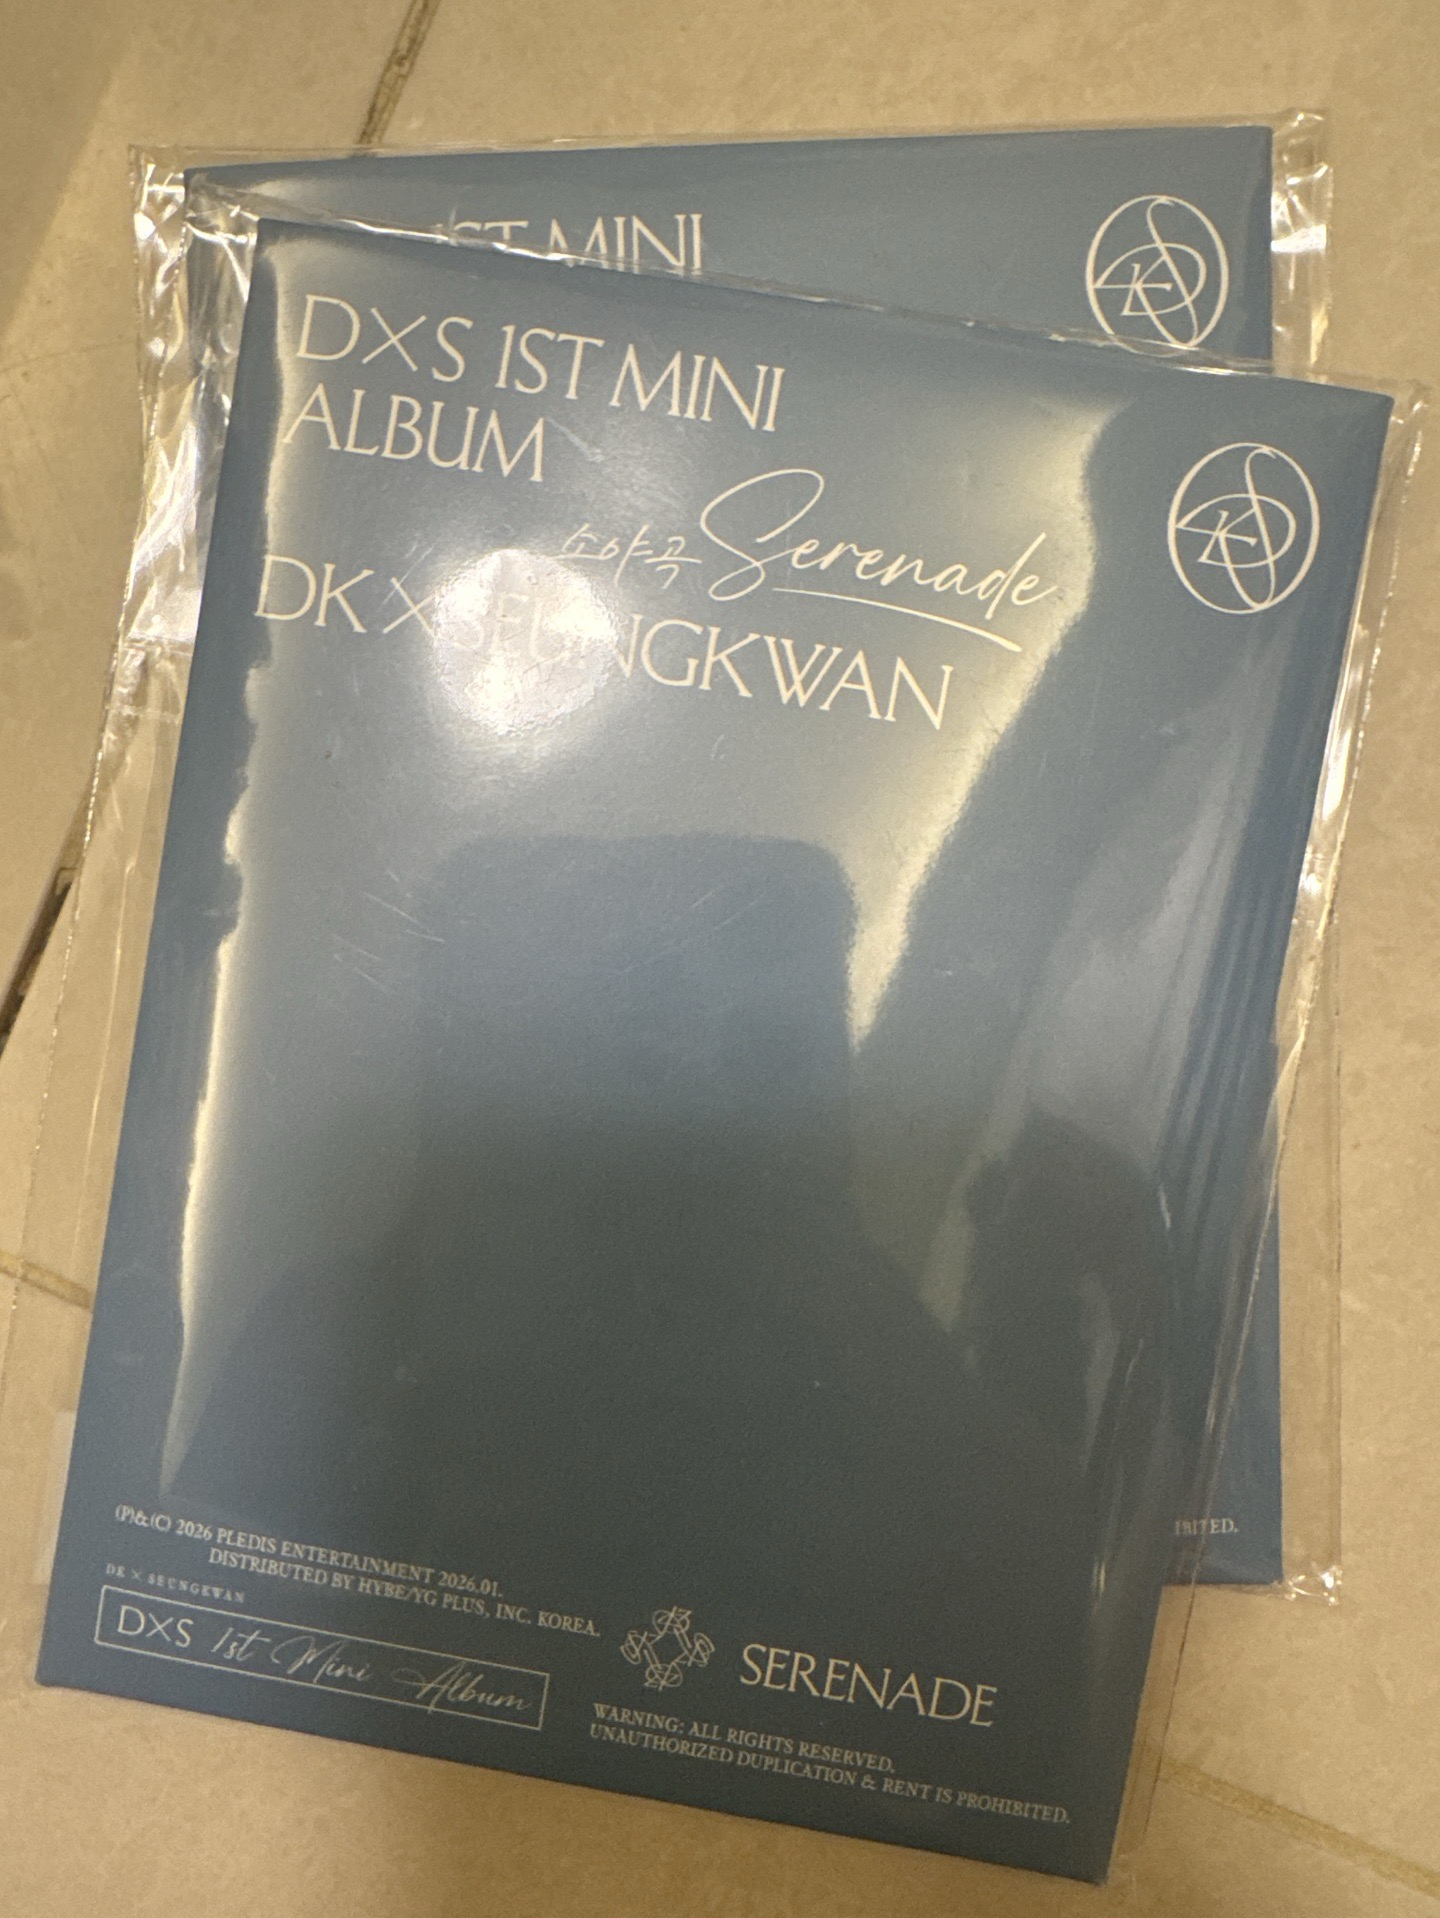 1ST MINI
DXS 1ST MINI
ALBUM
소야곡 Serenade
DK X SEUNGKWAN
(P)&(C) 2026 PLEDIS ENTERTAINMENT 2026.01.
DISTRIBUTED BY HYBE/YG PLUS, INC. KOREA.
DK X SEUNGKWAN
DXS 1st Mini Album
SERENADE
WARNING: ALL RIGHTS RESERVED.
UNAUTHORIZED DUPLICATION & RENT IS PROHIBITED.